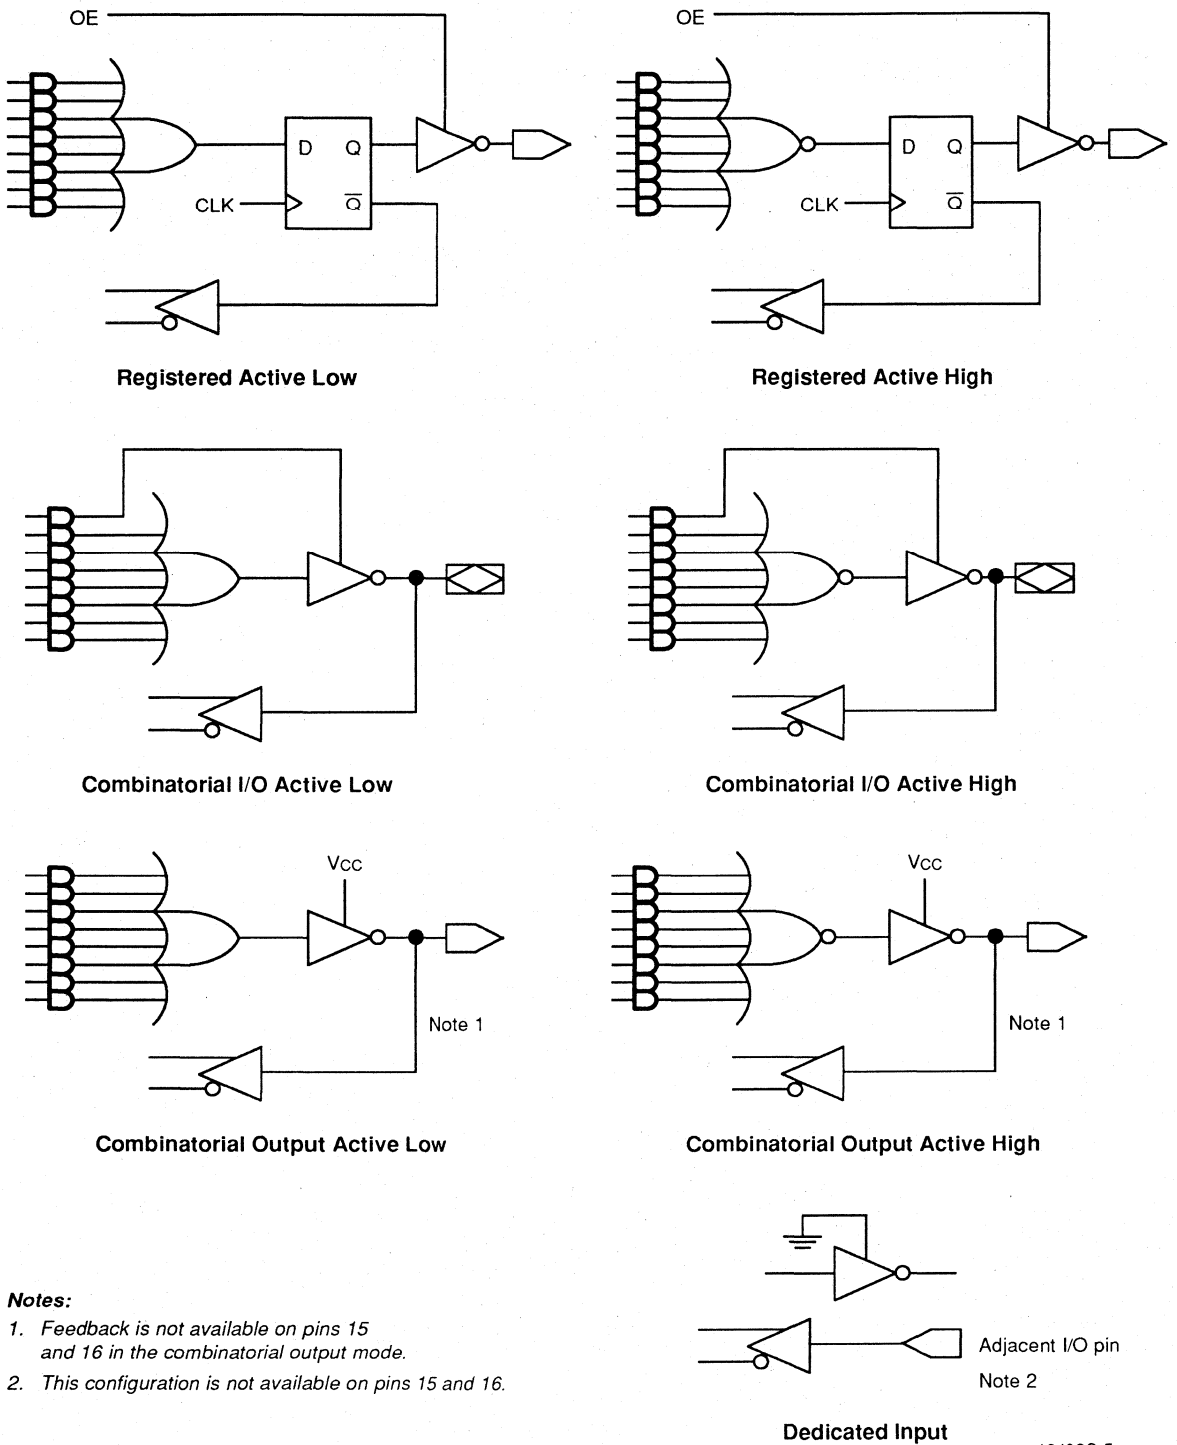 OE
OE
D Q
CLK
Q
D Q
CLK
Q
Registered Active Low
Registered Active High
Combinatorial I/O Active Low
Combinatorial I/O Active High
VCC
VCC
Note 1
Note 1
Combinatorial Output Active Low
Combinatorial Output Active High
Notes:
1. Feedback is not available on pins 15
and 16 in the combinatorial output mode.
2. This configuration is not available on pins 15 and 16.
Adjacent I/O pin
Note 2
Dedicated Input